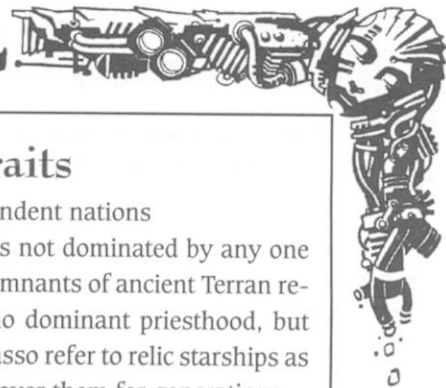 raits
ndent nations
s not dominated by any one
mnants of ancient Terran re-
o dominant priesthood, but
asso refer to relic starships as